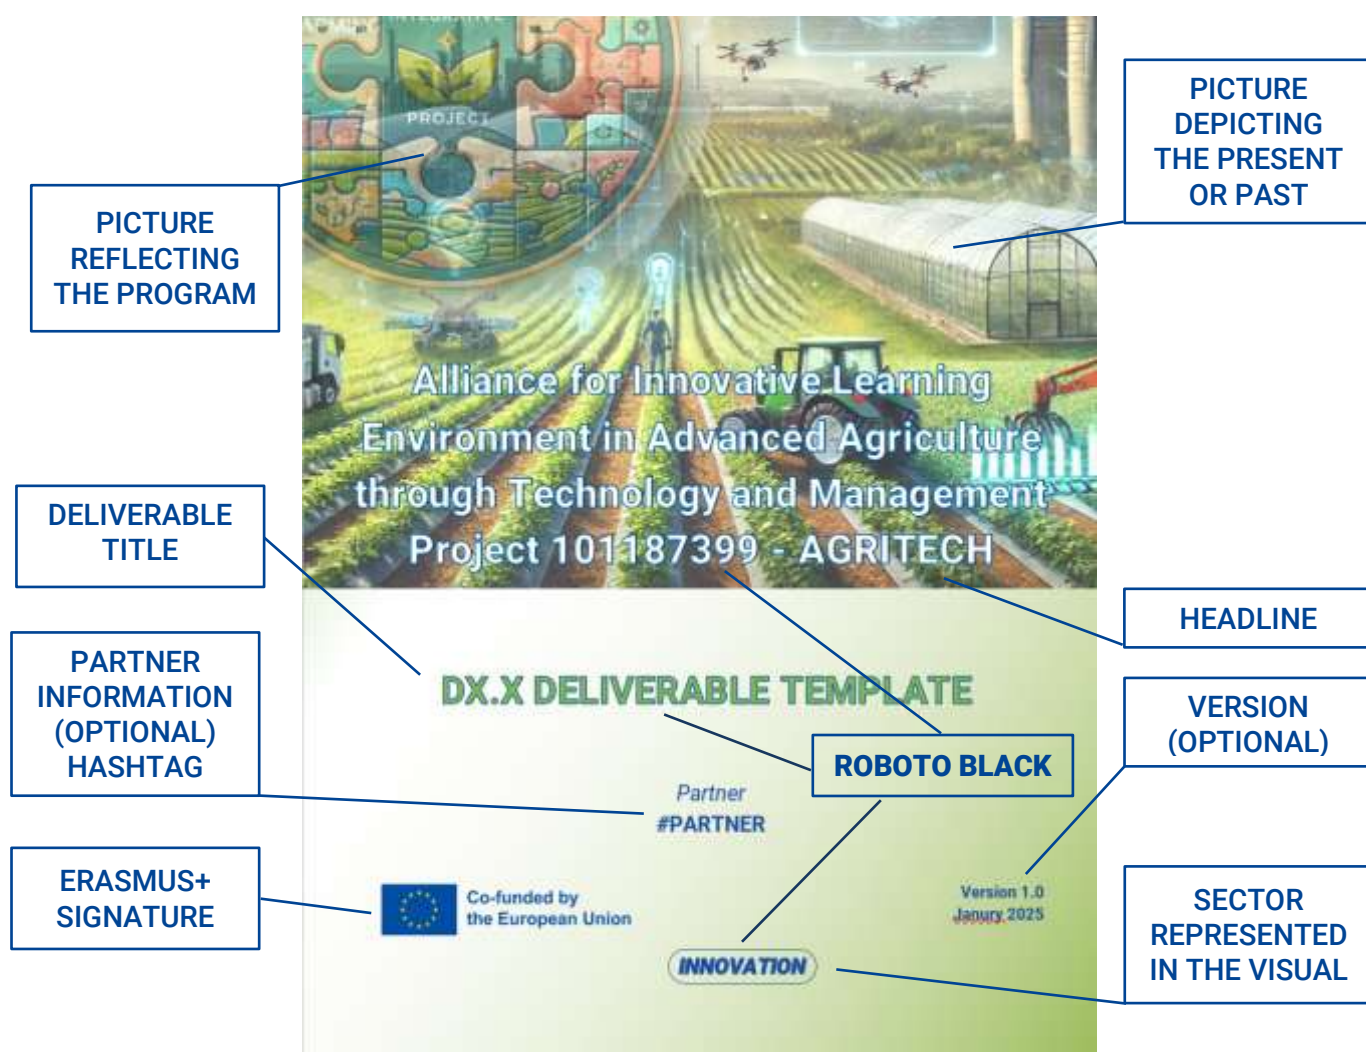 INTEGRATIVE
PROJECT
PICTURE
DEPICTING
THE PRESENT
OR PAST
PICTURE
REFLECTING
THE PROGRAM
Alliance for Innovative Learning
Environment in Advanced Agriculture
through Technology and Management
Project 101187399 - AGRITECH
DELIVERABLE
TITLE
HEADLINE
PARTNER
INFORMATION
(OPTIONAL)
HASHTAG
DX.X DELIVERABLE TEMPLATE
VERSION
(OPTIONAL)
ROBOTO BLACK
Partner
#PARTNER
ERASMUS+
SIGNATURE
Co-funded by
the European Union
Version 1.0
Janury 2025
SECTOR
REPRESENTED
IN THE VISUAL
INNOVATION